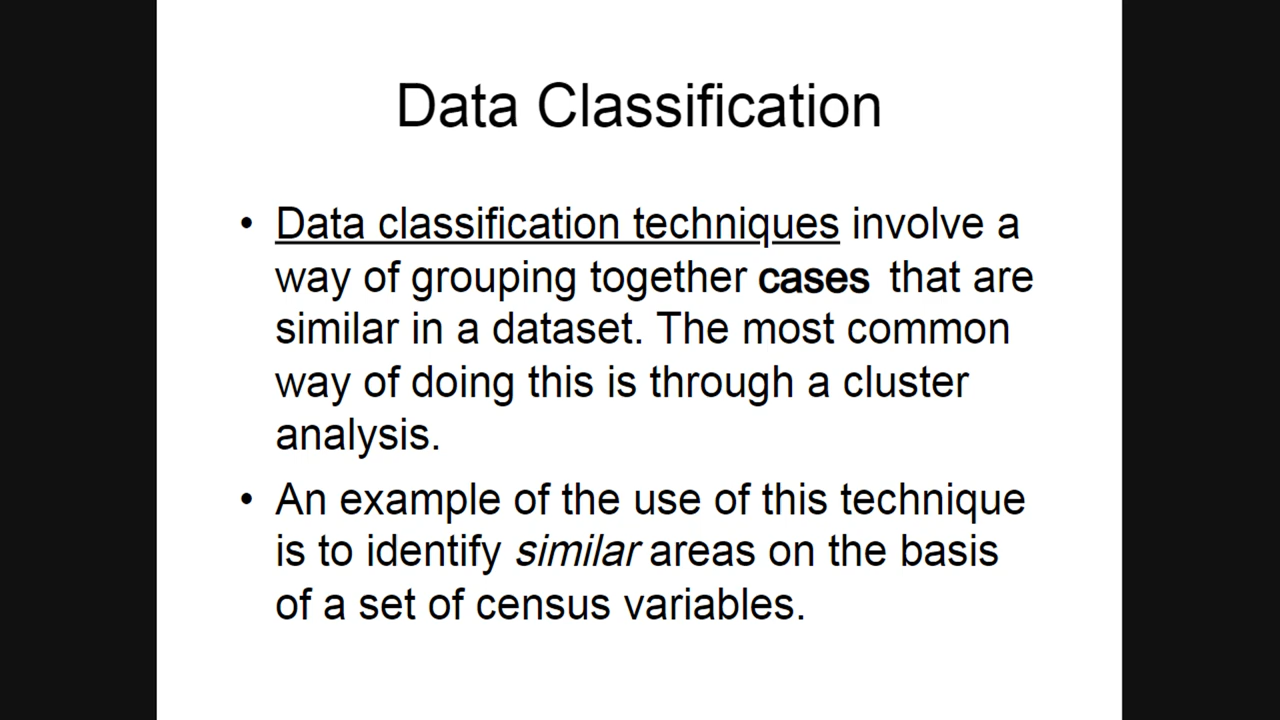 Data Classification
• Data classification techniques involve a
way of grouping together cases that are
similar in a dataset. The most common
way of doing this is through a cluster
analysis.
• An example of the use of this technique
is to identify similar areas on the basis
of a set of census variables.